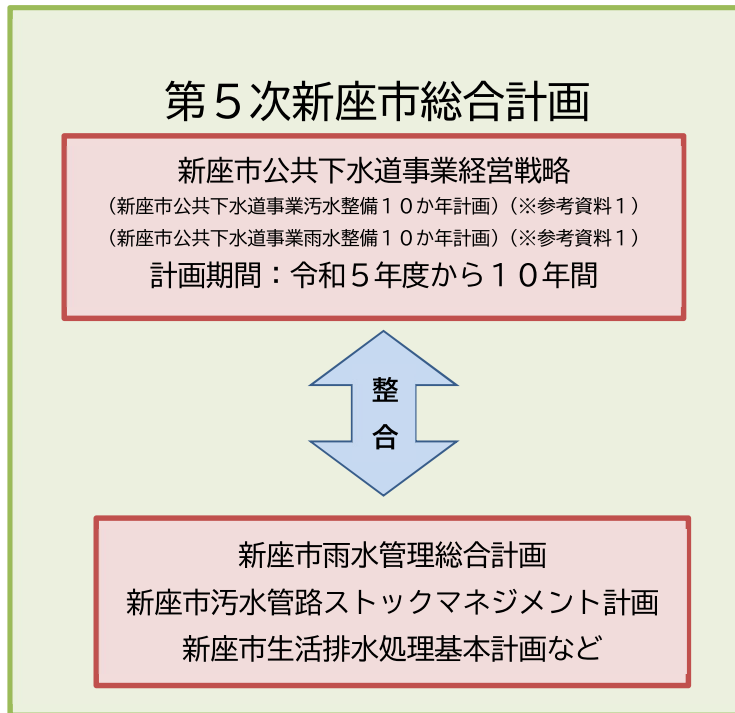 第５次新座市総合計画
新座市公共下水道事業経営戦略
（新座市公共下水道事業汚水整備１０か年計画）（※参考資料１）
（新座市公共下水道事業雨水整備１０か年計画）（※参考資料１）
計画期間：令和５年度から１０年間
整
合
新座市雨水管理総合計画
新座市汚水管路ストックマネジメント計画
新座市生活排水処理基本計画など